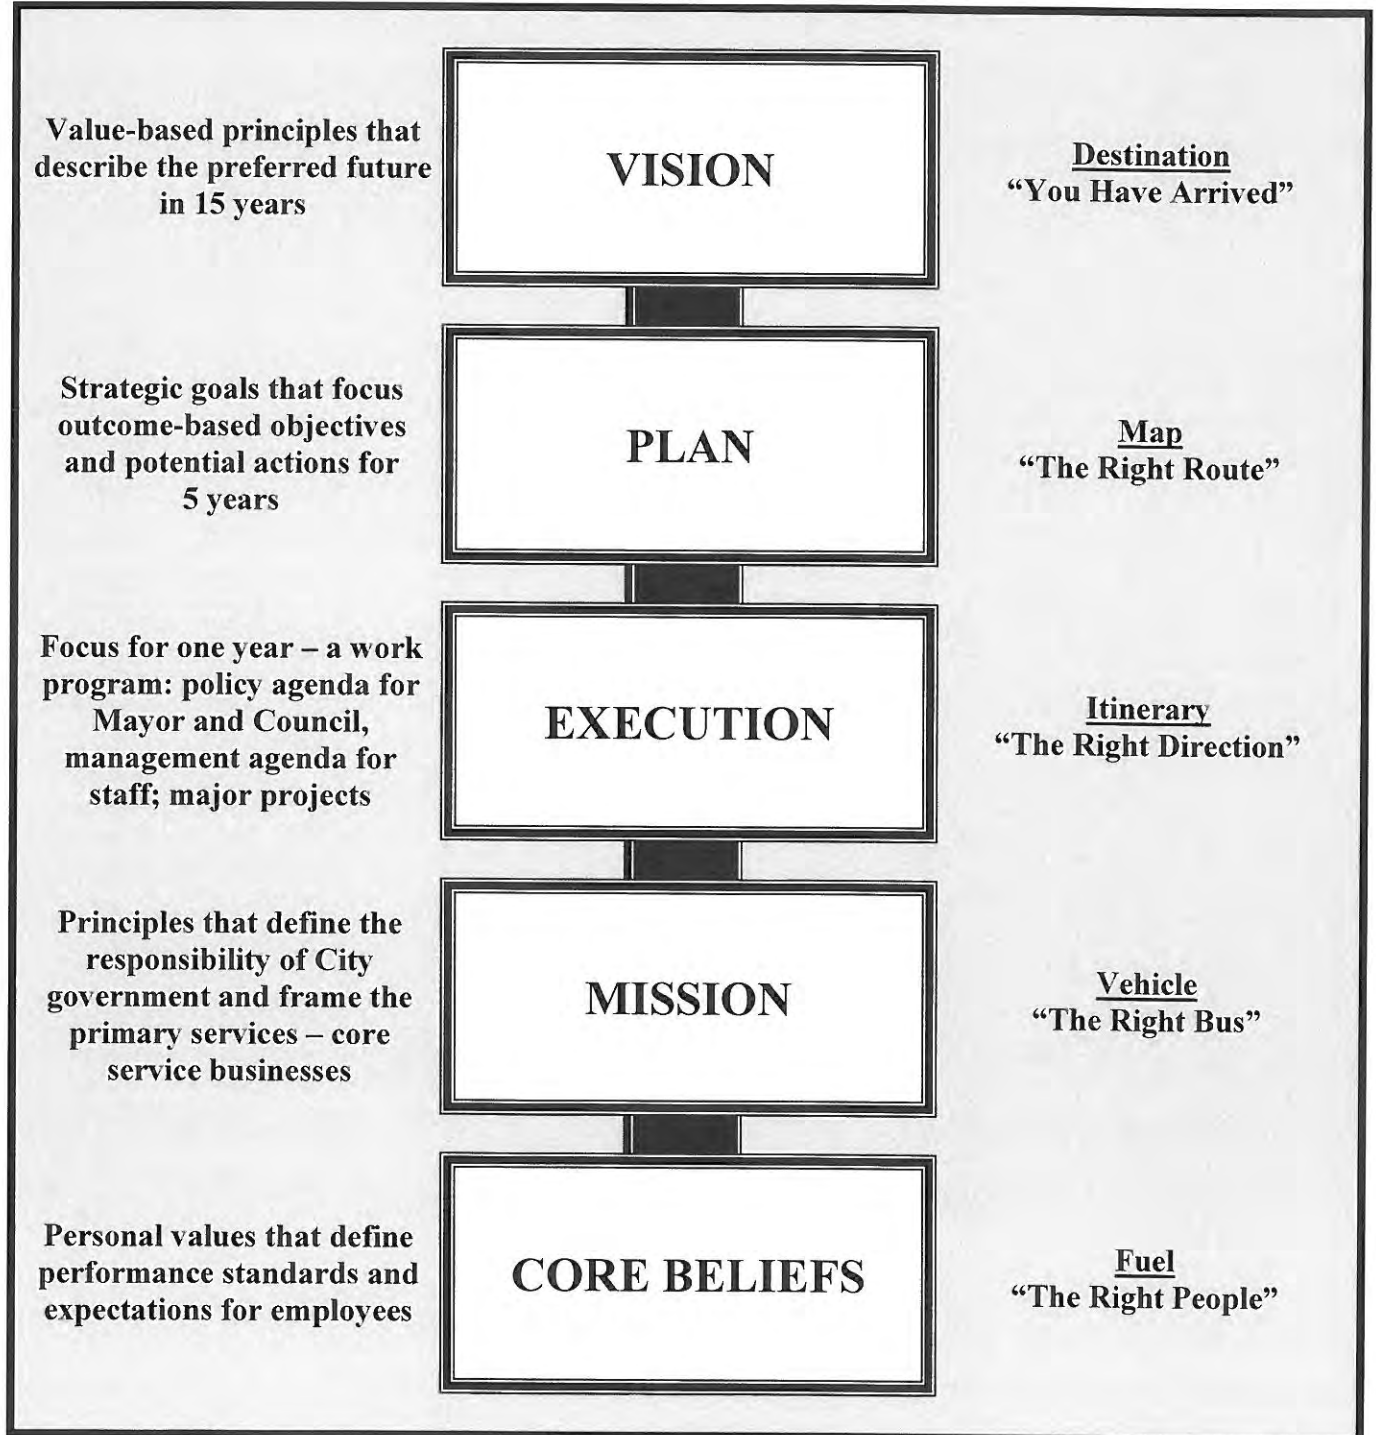 Value-based principles that
describe the preferred future
in 15 years
VISION
Destination
“You Have Arrived”
Strategic goals that focus
outcome-based objectives
and potential actions for
5 years
PLAN
Map
“The Right Route”
Focus for one year – a work
program: policy agenda for
Mayor and Council,
management agenda for
staff; major projects
EXECUTION
Itinerary
“The Right Direction”
Principles that define the
responsibility of City
government and frame the
primary services – core
service businesses
MISSION
Vehicle
“The Right Bus”
Personal values that define
performance standards and
expectations for employees
CORE BELIEFS
Fuel
“The Right People”